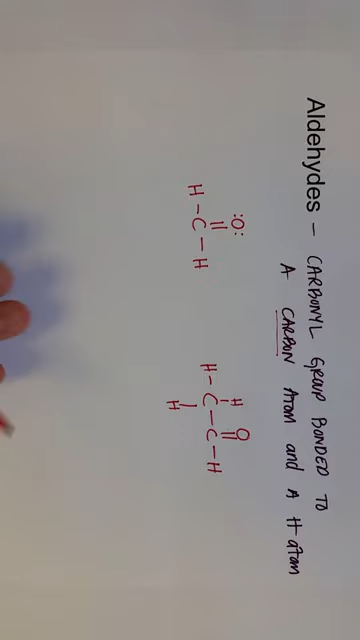 Aldehydes – CARBONYL GROUP BONDED TO
A CARBON ATOM and A H-atom
:O:
||
H – C – H
H O
| ||
H – C – C – H
|
H